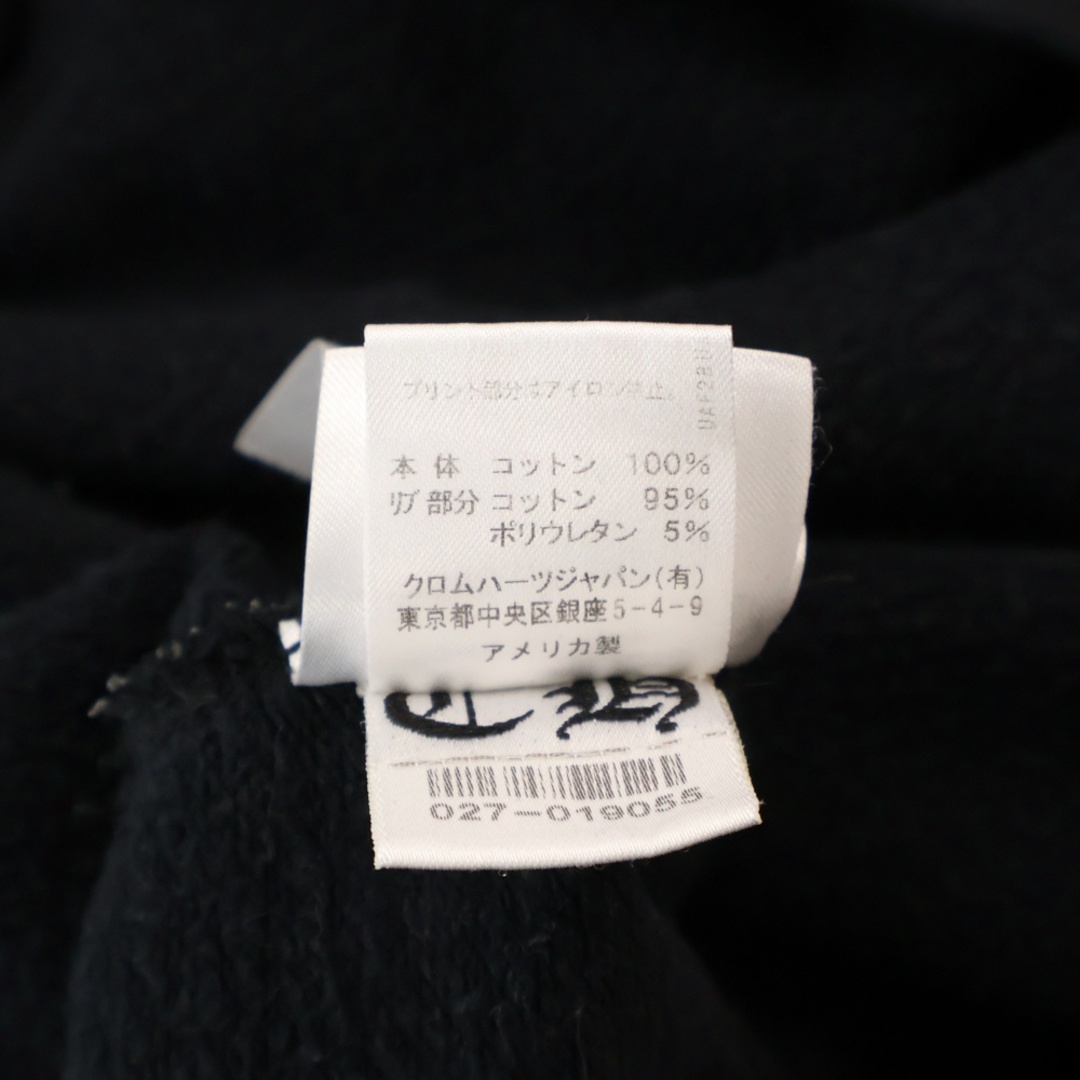 プリント部分はアイロン禁止。
本体 コットン 100%
リブ部分 コットン 95%
ポリウレタン 5%
クロムハーツジャパン(有)
東京都中央区銀座5-4-9
アメリカ製
027-019055